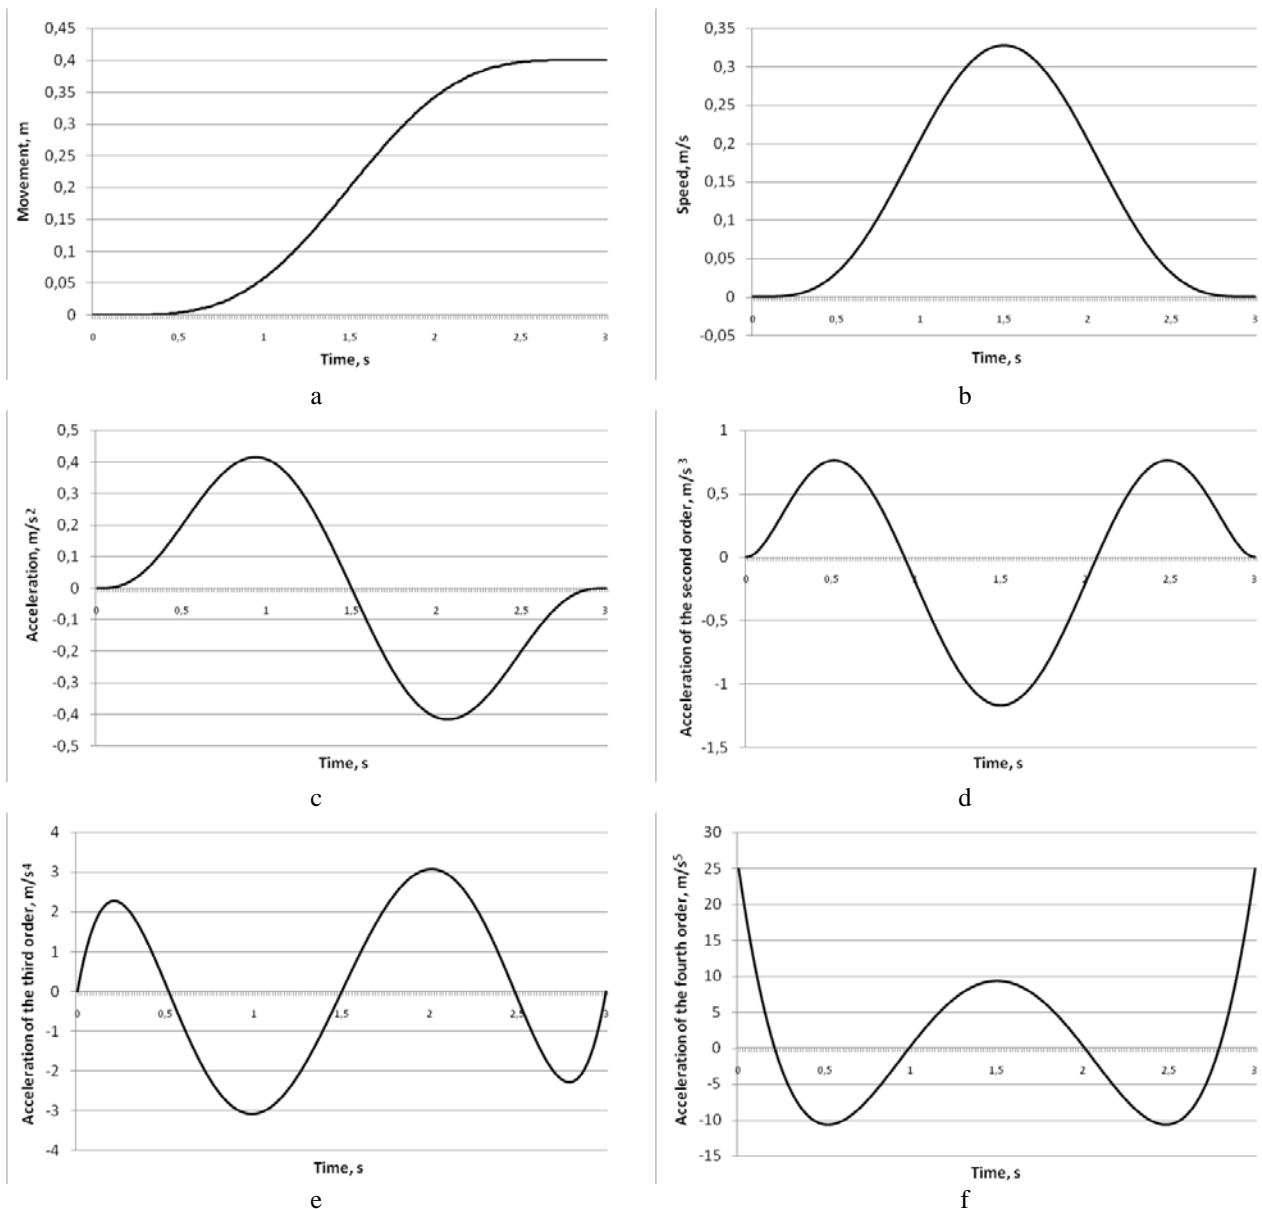 0,45
0,4
0,35
0,3
0,25
0,2
0,15
0,1
0,05
0
Movement, m
0 0,5 1 1,5 2 2,5 3
Time, s
a
0,35
0,3
0,25
0,2
0,15
0,1
0,05
0
-0,05
Speed, m/s
0 0,5 1 1,5 2 2,5 3
Time, s
b
0,5
0,4
0,3
0,2
0,1
0
-0,1
-0,2
-0,3
-0,4
-0,5
Acceleration, m/s²
0 0,5 1 1,5 2 2,5 3
Time, s
c
1
0,5
0
-0,5
-1
-1,5
Acceleration of the second order, m/s ³
0 0,5 1 1,5 2 2,5 3
Time, s
d
4
3
2
1
0
-1
-2
-3
-4
Acceleration of the third order, m/s⁴
0 0,5 1 1,5 2 2,5 3
Time, s
e
30
25
20
15
10
5
0
-5
-10
-15
Acceleration of the fourth order, m/s⁵
0 0,5 1 1,5 2 2,5 3
Time, s
f